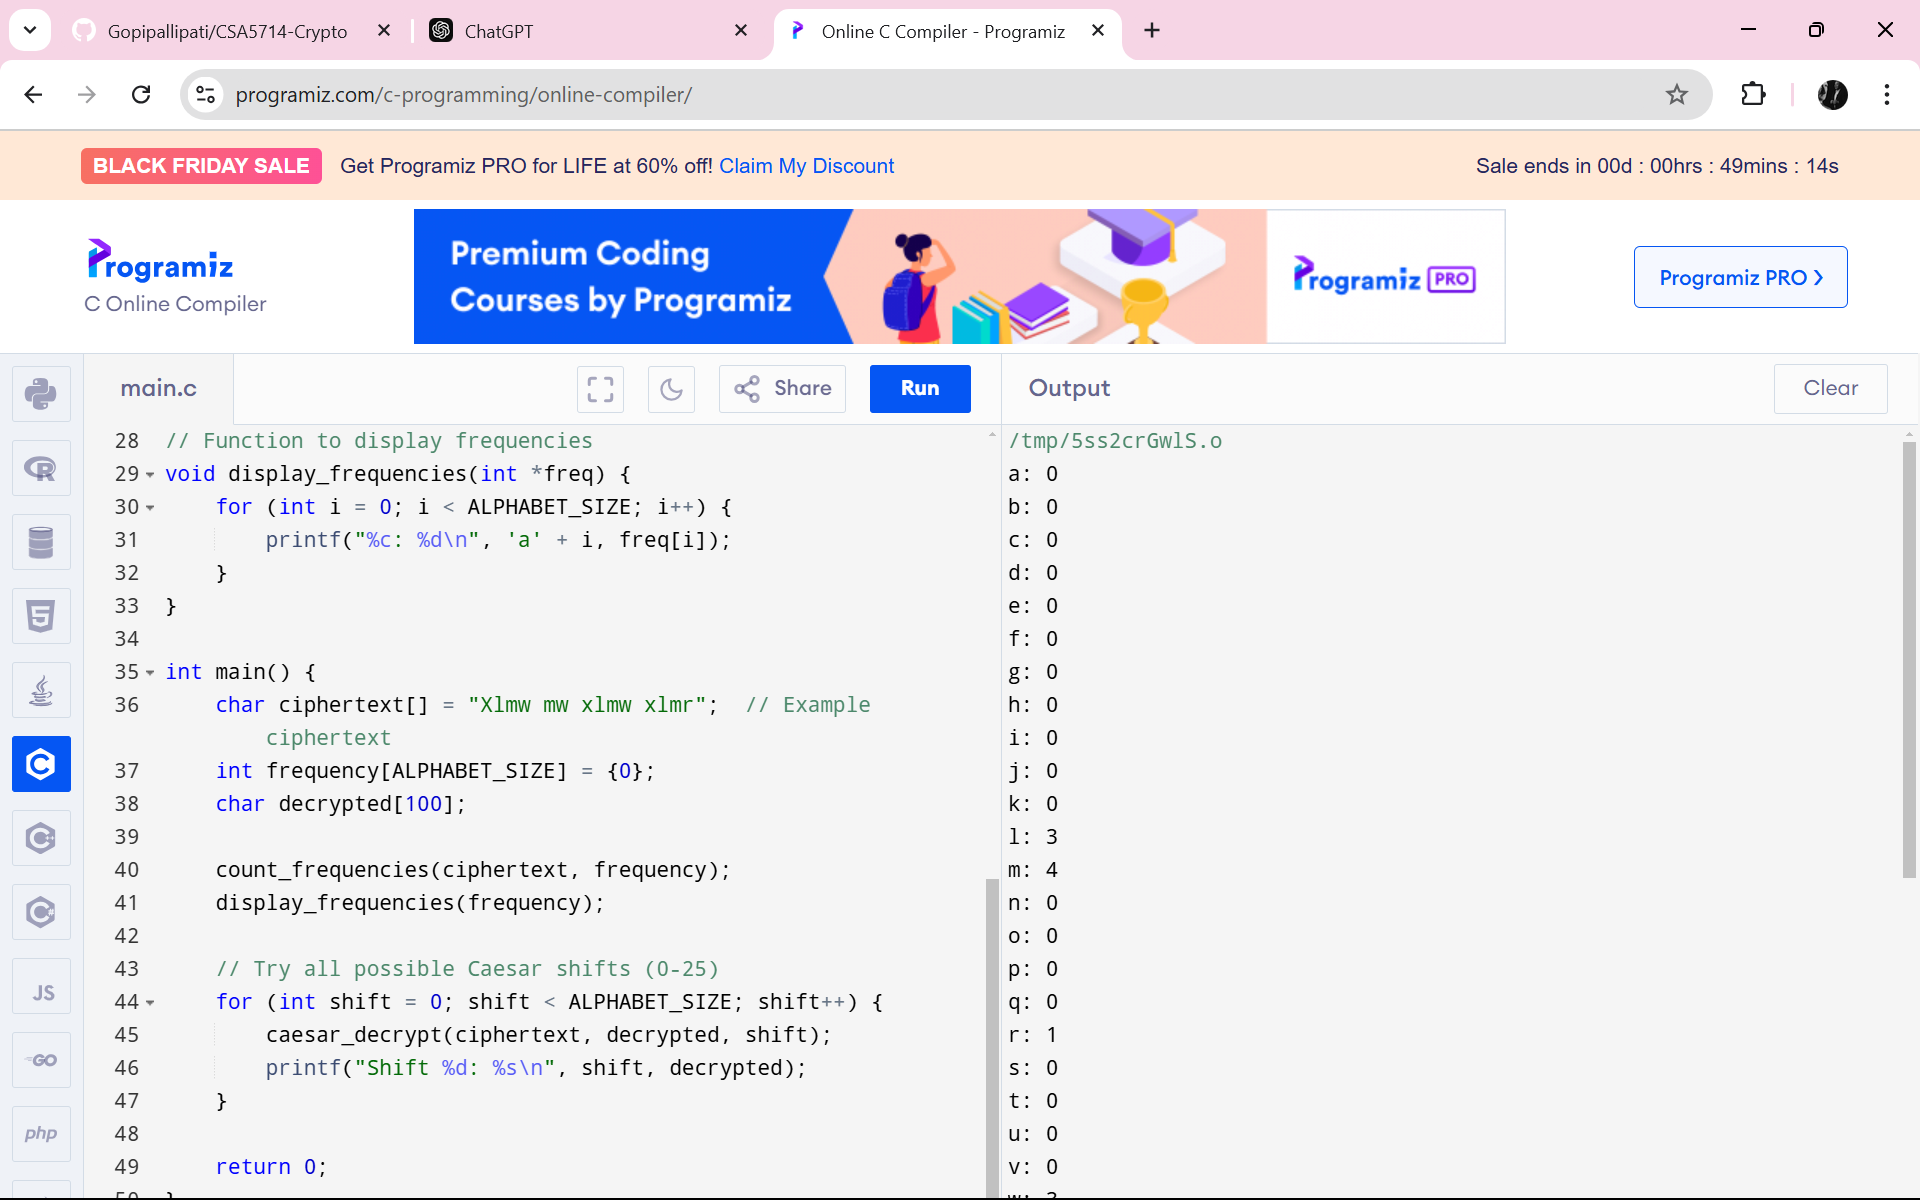 Gopipallipati/CSA5714-Crypto
ChatGPT
Online C Compiler - Programiz
programiz.com/c-programming/online-compiler/
BLACK FRIDAY SALE Get Programiz PRO for LIFE at 60% off! Claim My Discount
Sale ends in 00d : 00hrs : 49mins : 14s
Programiz
C Online Compiler
Premium Coding
Courses by Programiz
Programiz PRO
Programiz PRO ›
main.c
Share
Run
Output
Clear
28 // Function to display frequencies
29 void display_frequencies(int *freq) {
30 for (int i = 0; i < ALPHABET_SIZE; i++) {
31 printf("%c: %d\n", 'a' + i, freq[i]);
32 }
33 }
34
35 int main() {
36 char ciphertext[] = "Xlmw mw xlmw xlmr"; // Example
ciphertext
37 int frequency[ALPHABET_SIZE] = {0};
38 char decrypted[100];
39
40 count_frequencies(ciphertext, frequency);
41 display_frequencies(frequency);
42
43 // Try all possible Caesar shifts (0-25)
44 for (int shift = 0; shift < ALPHABET_SIZE; shift++) {
45 caesar_decrypt(ciphertext, decrypted, shift);
46 printf("Shift %d: %s\n", shift, decrypted);
47 }
48
49 return 0;
50 }
/tmp/5ss2crGwlS.o
a: 0
b: 0
c: 0
d: 0
e: 0
f: 0
g: 0
h: 0
i: 0
j: 0
k: 0
l: 3
m: 4
n: 0
o: 0
p: 0
q: 0
r: 1
s: 0
t: 0
u: 0
v: 0
w: 3
R
5
C
C++
C#
JS
GO
php